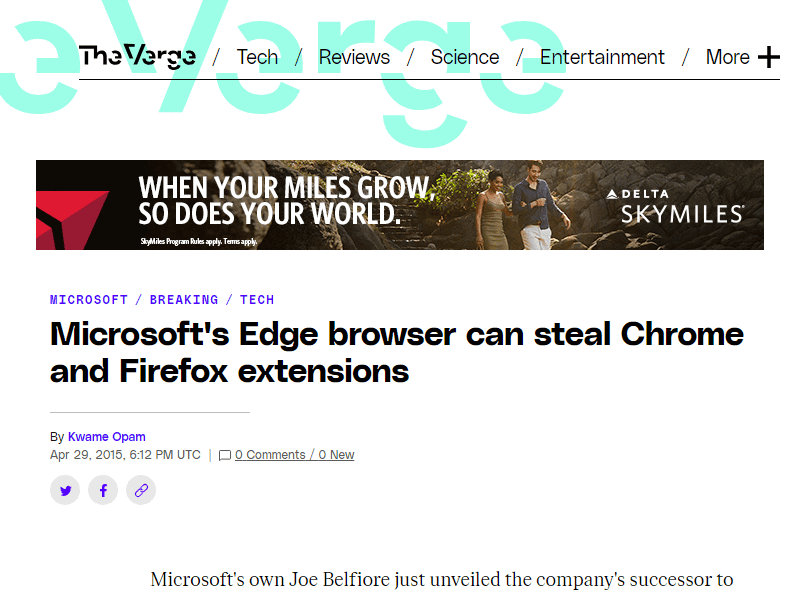 eVerge
TheVerge / Tech / Reviews / Science / Entertainment / More +
WHEN YOUR MILES GROW,
SO DOES YOUR WORLD.
SkyMiles Program Rules apply. Terms apply.
DELTA
SKYMILES®
MICROSOFT / BREAKING / TECH
Microsoft's Edge browser can steal Chrome
and Firefox extensions
By Kwame Opam
Apr 29, 2015, 6:12 PM UTC | 0 Comments / 0 New
Microsoft's own Joe Belfiore just unveiled the company's successor to